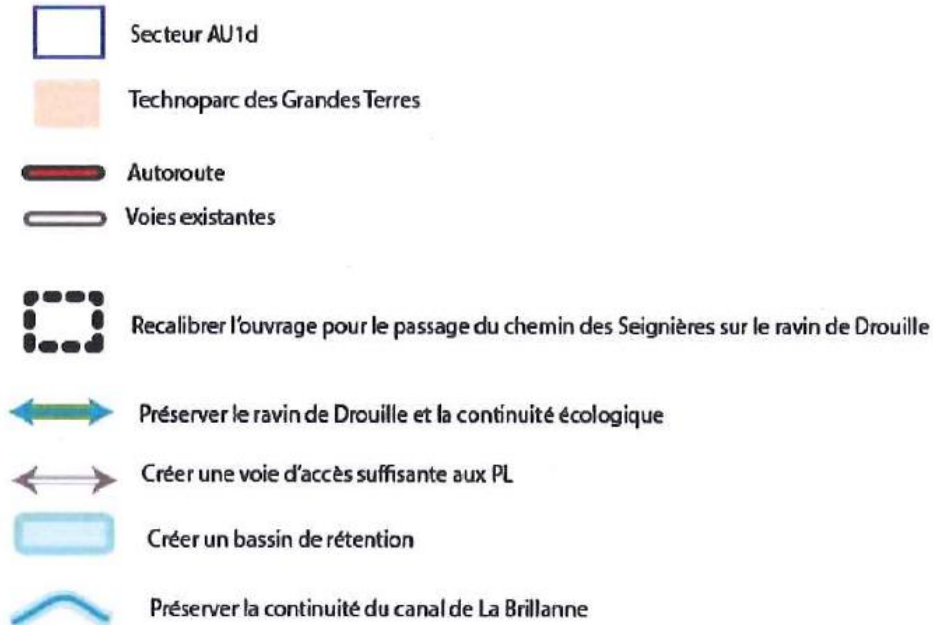 Secteur AU1d
Technoparc des Grandes Terres
Autoroute
Voies existantes
Recalibrer l'ouvrage pour le passage du chemin des Seignières sur le ravin de Drouille
Préserver le ravin de Drouille et la continuité écologique
Créer une voie d'accès suffisante aux PL
Créer un bassin de rétention
Préserver la continuité du canal de La Brillanne